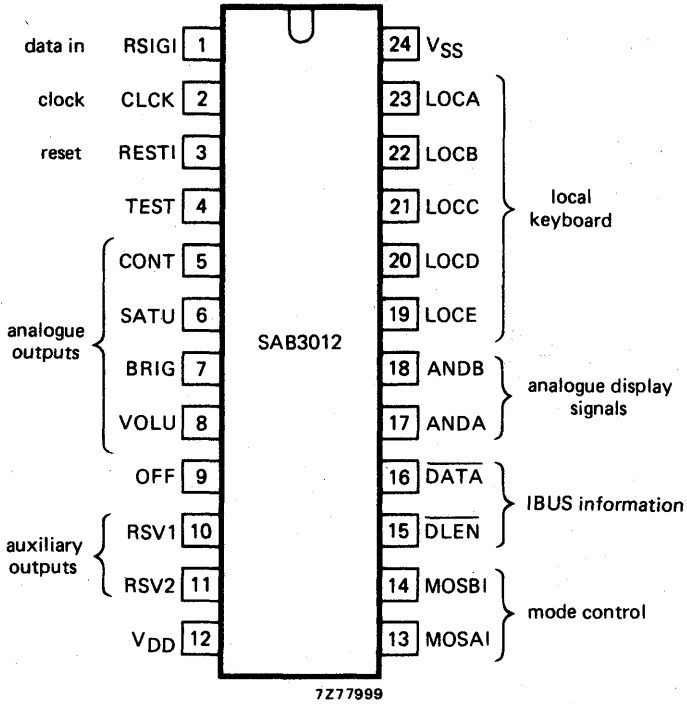 data in RSIGI 1
clock CLCK 2
reset RESTI 3
TEST 4
analogue
outputs
CONT 5
SATU 6
BRIG 7
VOLU 8
OFF 9
auxiliary
outputs
RSV1 10
RSV2 11
VDD 12
SAB3012
24 VSS
23 LOCA
22 LOCB
21 LOCC
20 LOCD
19 LOCE
local
keyboard
18 ANDB
17 ANDA
analogue display
signals
16 DATA
15 DLEN
IBUS information
14 MOSBI
13 MOSAI
mode control
7Z77999